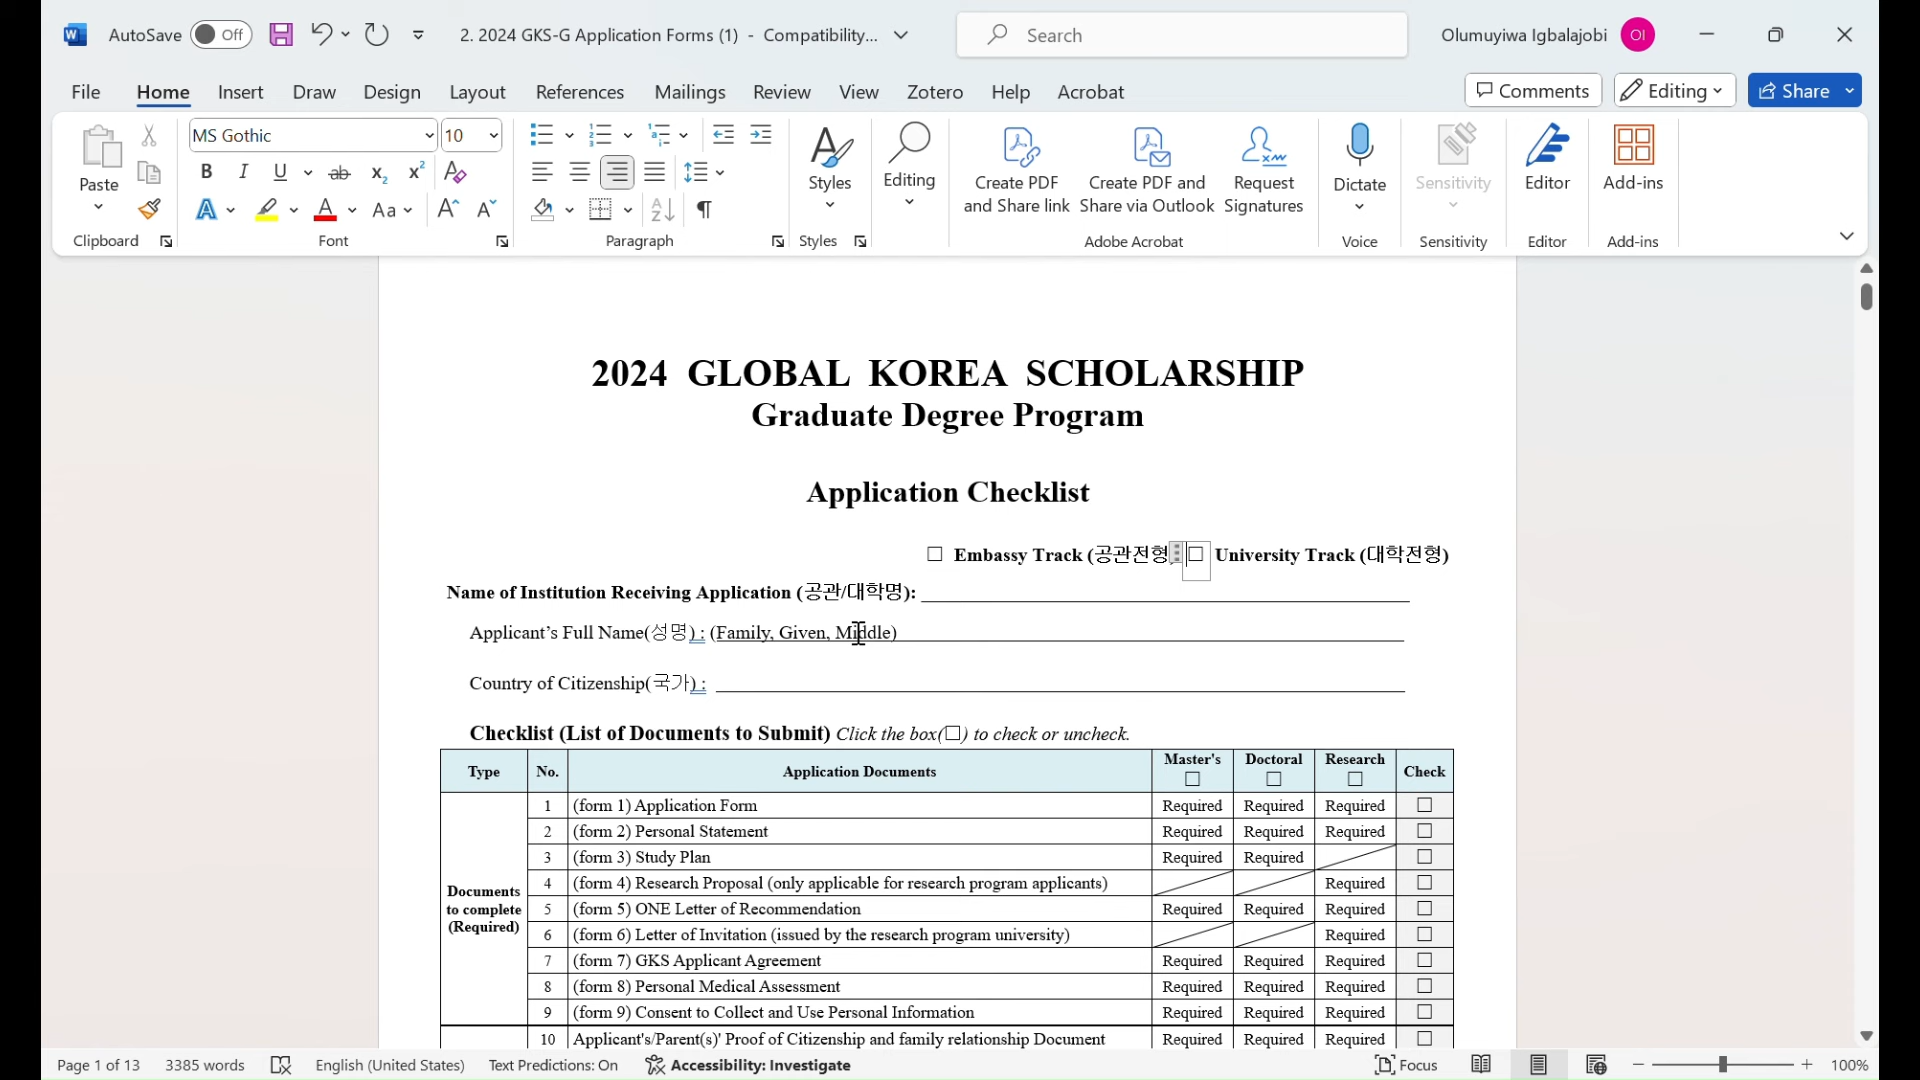 AutoSave Off 2. 2024 GKS-G Application Forms (1) - Compatibility... Search Olumuyiwa Igbalajobi OI
File Home Insert Draw Design Layout References Mailings Review View Zotero Help Acrobat Comments Editing Share
MS Gothic 10
Paste Styles Editing Create PDF and Share link Create PDF and Share via Outlook Request Signatures Dictate Sensitivity Editor Add-ins
Clipboard Font Paragraph Styles Adobe Acrobat Voice Sensitivity Editor Add-ins
2024 GLOBAL KOREA SCHOLARSHIP
Graduate Degree Program
Application Checklist
☐ Embassy Track (공관전형 ☐ University Track (대학전형)
Name of Institution Receiving Application (공관/대학명):
Applicant's Full Name(성명) : (Family, Given, Middle)
Country of Citizenship(국가) :
Checklist (List of Documents to Submit) Click the box(☐) to check or uncheck.
Type No. Application Documents Master's ☐ Doctoral ☐ Research ☐ Check
Documents to complete (Required)
1 (form 1) Application Form Required Required Required ☐
2 (form 2) Personal Statement Required Required Required ☐
3 (form 3) Study Plan Required Required ☐
4 (form 4) Research Proposal (only applicable for research program applicants) Required ☐
5 (form 5) ONE Letter of Recommendation Required Required Required ☐
6 (form 6) Letter of Invitation (issued by the research program university) Required ☐
7 (form 7) GKS Applicant Agreement Required Required Required ☐
8 (form 8) Personal Medical Assessment Required Required Required ☐
9 (form 9) Consent to Collect and Use Personal Information Required Required Required ☐
10 Applicant's/Parent(s)' Proof of Citizenship and family relationship Document Required Required Required ☐
Page 1 of 13 3385 words English (United States) Text Predictions: On Accessibility: Investigate Focus 100%